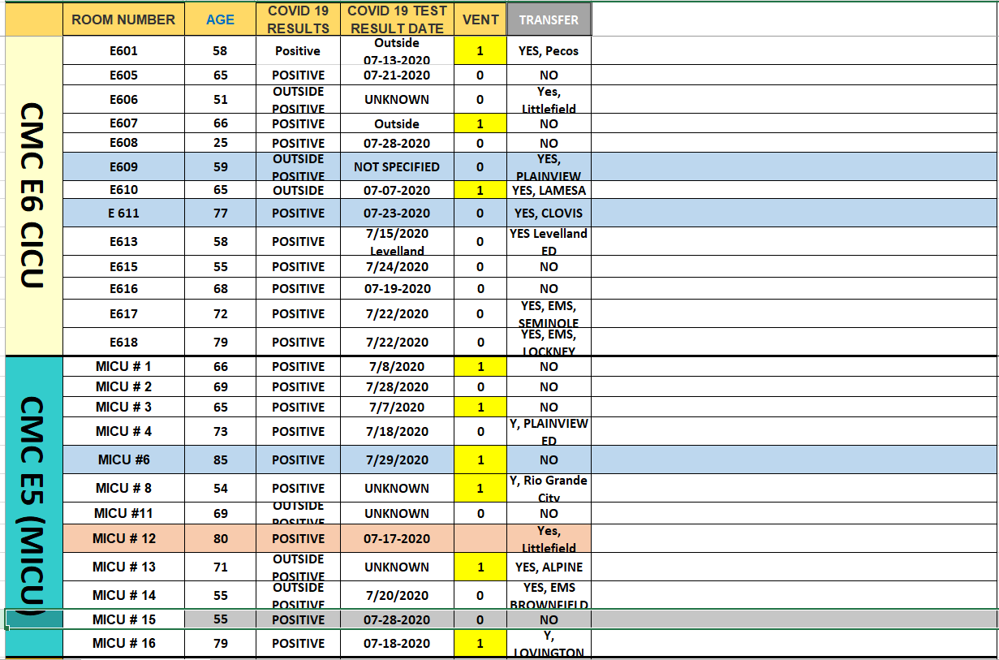 ROOM NUMBER AGE COVID 19 RESULTS COVID 19 TEST RESULT DATE VENT TRANSFER
CMC E6 CICU
E601 58 Positive Outside 07-13-2020 1 YES, Pecos
E605 65 POSITIVE 07-21-2020 0 NO
E606 51 OUTSIDE POSITIVE UNKNOWN 0 Yes, Littlefield
E607 66 POSITIVE Outside 1 NO
E608 25 POSITIVE 07-28-2020 0 NO
E609 59 OUTSIDE POSITIVE NOT SPECIFIED 0 YES, PLAINVIEW
E610 65 OUTSIDE 07-07-2020 1 YES, LAMESA
E 611 77 POSITIVE 07-23-2020 0 YES, CLOVIS
E613 58 POSITIVE 7/15/2020 Levelland 0 YES Levelland ED
E615 55 POSITIVE 7/24/2020 0 NO
E616 68 POSITIVE 07-19-2020 0 NO
E617 72 POSITIVE 7/22/2020 0 YES, EMS, SEMINOLE
E618 79 POSITIVE 7/22/2020 0 YES, EMS, LOCKNEY
CMC E5 (MICU)
MICU # 1 66 POSITIVE 7/8/2020 1 NO
MICU # 2 69 POSITIVE 7/28/2020 0 NO
MICU # 3 65 POSITIVE 7/7/2020 1 NO
MICU # 4 73 POSITIVE 7/18/2020 0 Y, PLAINVIEW ED
MICU #6 85 POSITIVE 7/29/2020 1 NO
MICU # 8 54 POSITIVE UNKNOWN 1 Y, Rio Grande City
MICU #11 69 OUTSIDE POSITIVE UNKNOWN 0 NO
MICU # 12 80 POSITIVE 07-17-2020 Yes, Littlefield
MICU # 13 71 OUTSIDE POSITIVE UNKNOWN 1 YES, ALPINE
MICU # 14 55 OUTSIDE POSITIVE 7/20/2020 0 YES, EMS BROWNFIELD
MICU # 15 55 POSITIVE 07-28-2020 0 NO
MICU # 16 79 POSITIVE 07-18-2020 1 Y, LOVINGTON